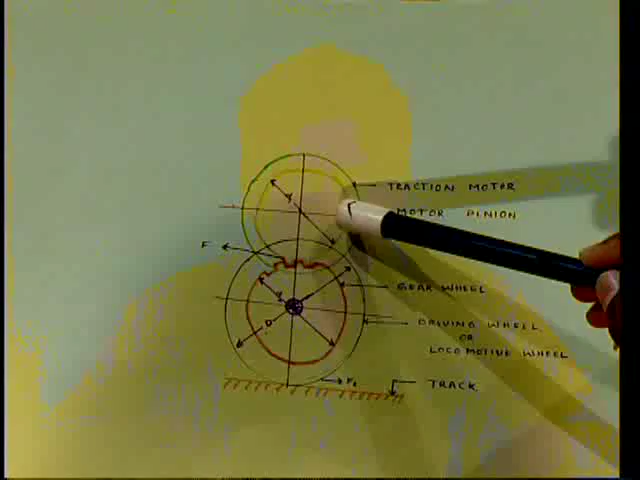 TRACTION MOTOR
MOTOR PINION
F
GEAR WHEEL
D
DRIVING WHEEL
OR
LOCOMOTIVE WHEEL
TRACK